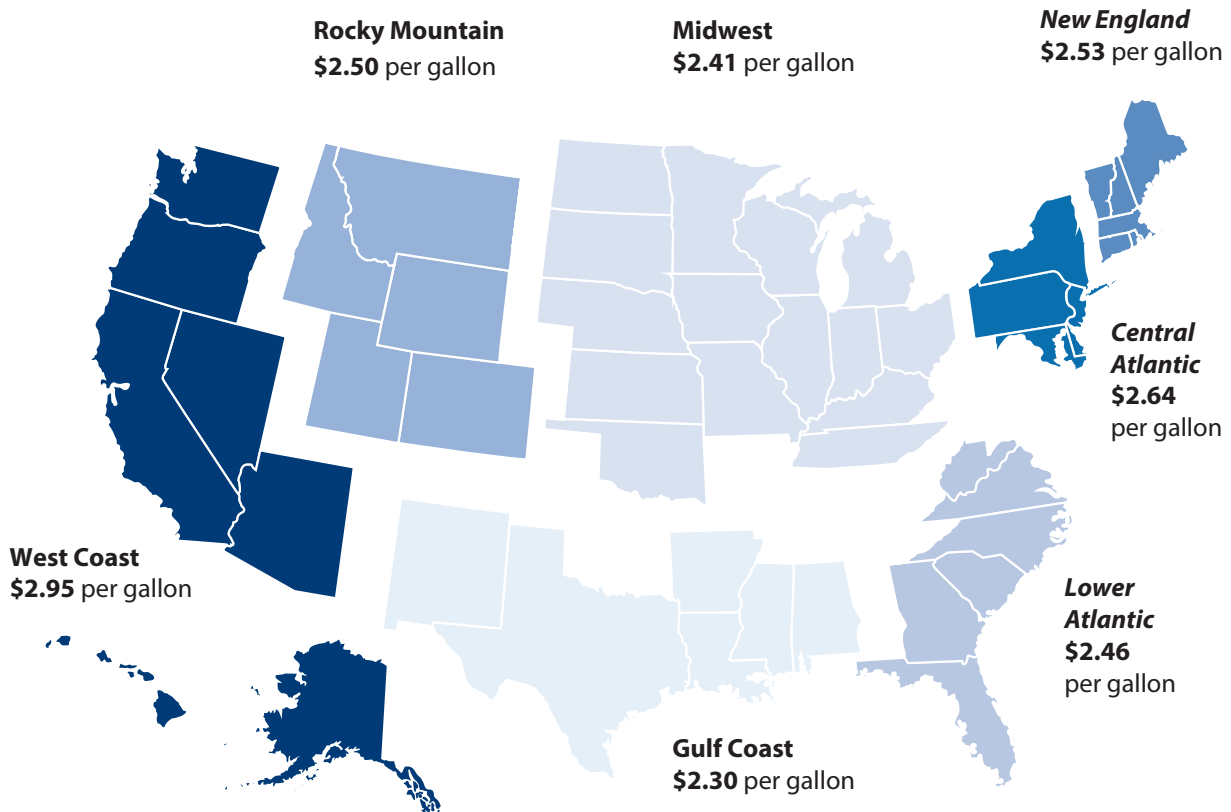 Rocky Mountain
$2.50 per gallon
Midwest
$2.41 per gallon
New England
$2.53 per gallon
Central
Atlantic
$2.64
per gallon
West Coast
$2.95 per gallon
Lower
Atlantic
$2.46
per gallon
Gulf Coast
$2.30 per gallon